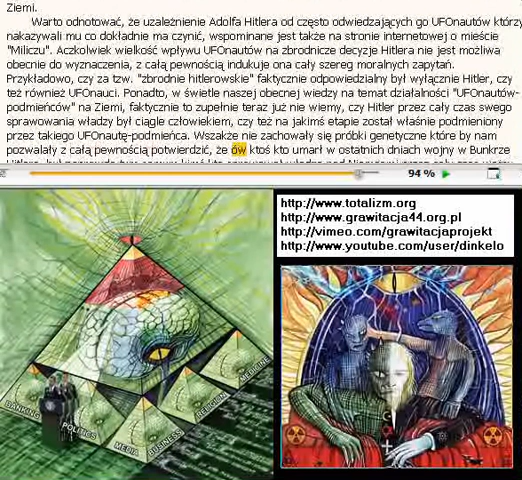 Ziemi.
Warto odnotować, że uzależnienie Adolfa Hitlera od często odwiedzających go UFOnautów którzy
nakazywali mu co dokładnie ma czynić, wspominane jest także na stronie internetowej o mieście
"Miliczu". Aczkolwiek wielkość wpływu UFOnautów na zbrodnicze decyzje Hitlera nie jest możliwa
obecnie do wyznaczenia, z całą pewnością indukuje ona cały szereg moralnych zapytań.
Przykładowo, czy za tzw. "zbrodnie hitlerowskie" faktycznie odpowiedzialny był wyłącznie Hitler, czy
też również UFOnauci. Ponadto, w świetle naszej obecnej wiedzy na temat działalności "UFOnautów-
podmieńców" na Ziemi, faktycznie to zupełnie teraz już nie wiemy, czy Hitler przez cały czas swego
sprawowania władzy był ciągle człowiekiem, czy też na jakimś etapie został właśnie podmieniony
przez takiego UFOnautę-podmieńca. Wszakże nie zachowały się próbki genetyczne które by nam
pozwalały z całą pewnością potwierdzić, że ów ktoś kto umarł w ostatnich dniach wojny w Bunkrze
94 %
http://www.totalizm.org
http://www.grawitacja44.org.pl
http://vimeo.com/grawitacjaprojekt
http://www.youtube.com/user/dinkelo
BANKING
POLITICS
MEDIA
BUSINESS
RELIGION
MEDICINE